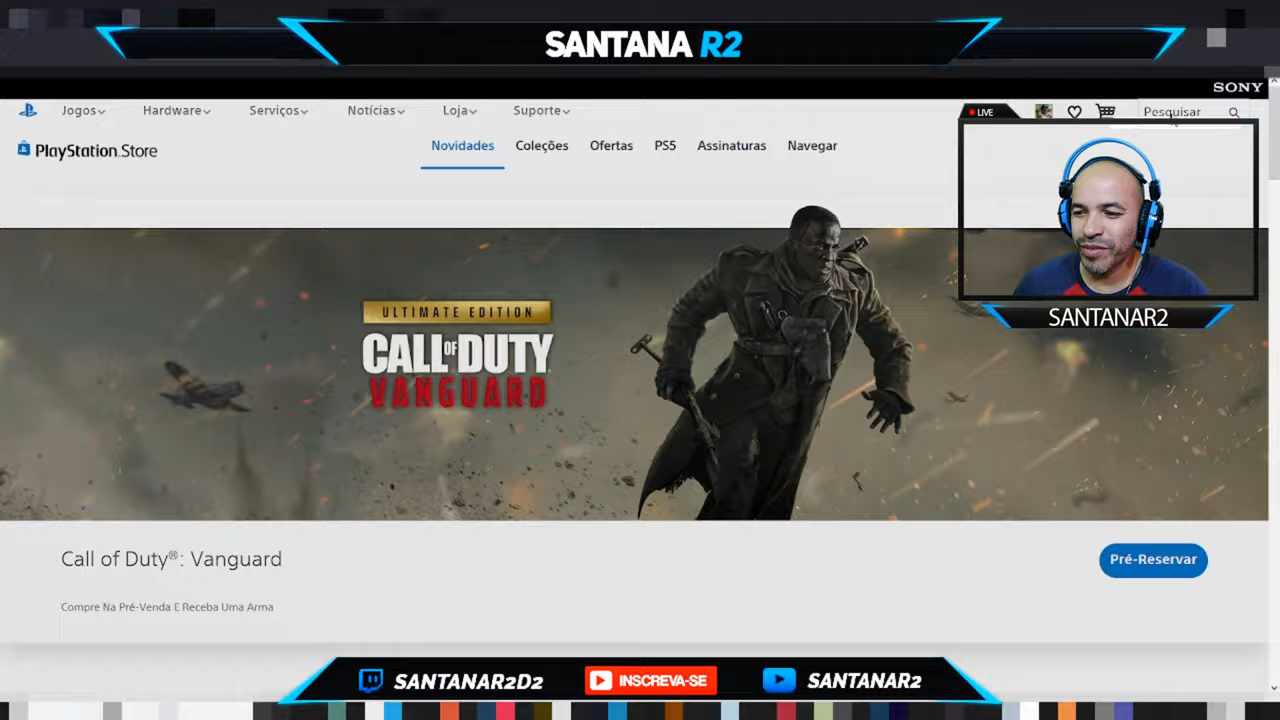 SANTANA R2
SONY
Jogos Hardware Serviços Notícias Loja Suporte
LIVE
Pesquisar
PlayStation Store
Novidades Coleções Ofertas PS5 Assinaturas Navegar
ULTIMATE EDITION
CALL OF DUTY
VANGUARD
SANTANAR2
Call of Duty®: Vanguard
Pré-Reservar
Compre Na Pré-Venda E Receba Uma Arma
SANTANAR2D2 INSCREVA-SE SANTANAR2